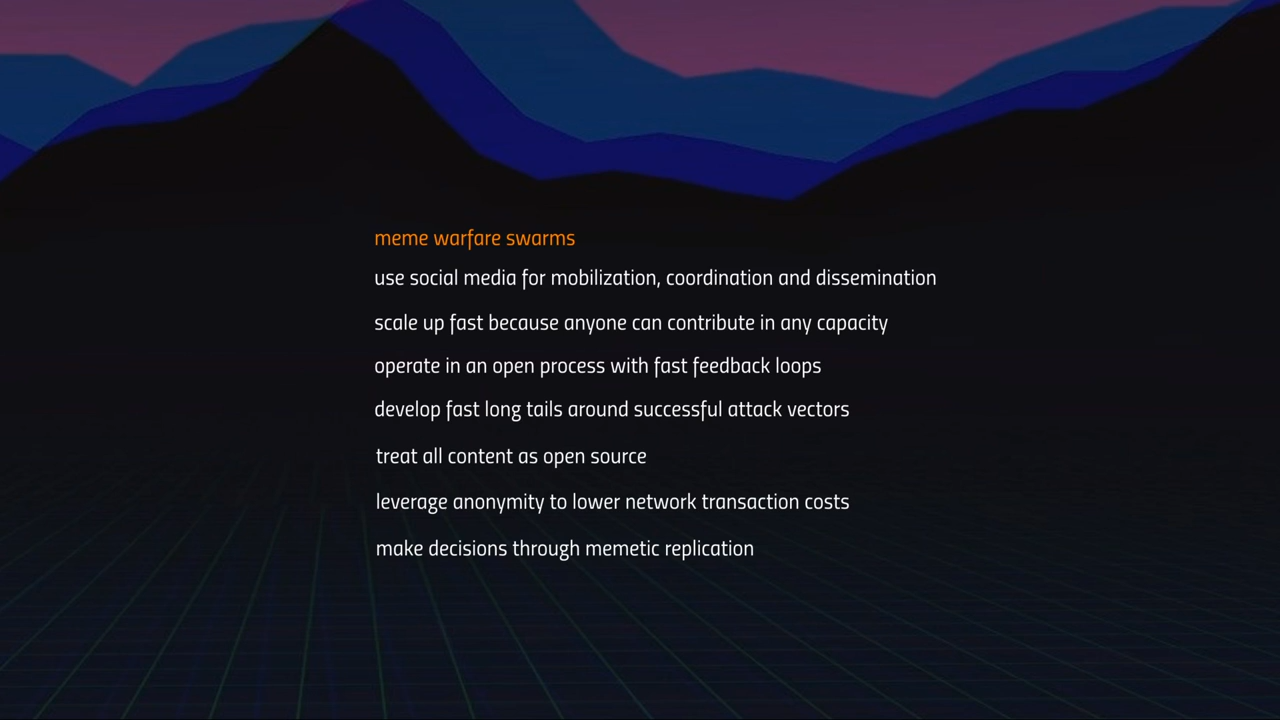 meme warfare swarms
use social media for mobilization, coordination and dissemination
scale up fast because anyone can contribute in any capacity
operate in an open process with fast feedback loops
develop fast long tails around successful attack vectors
treat all content as open source
leverage anonymity to lower network transaction costs
make decisions through memetic replication